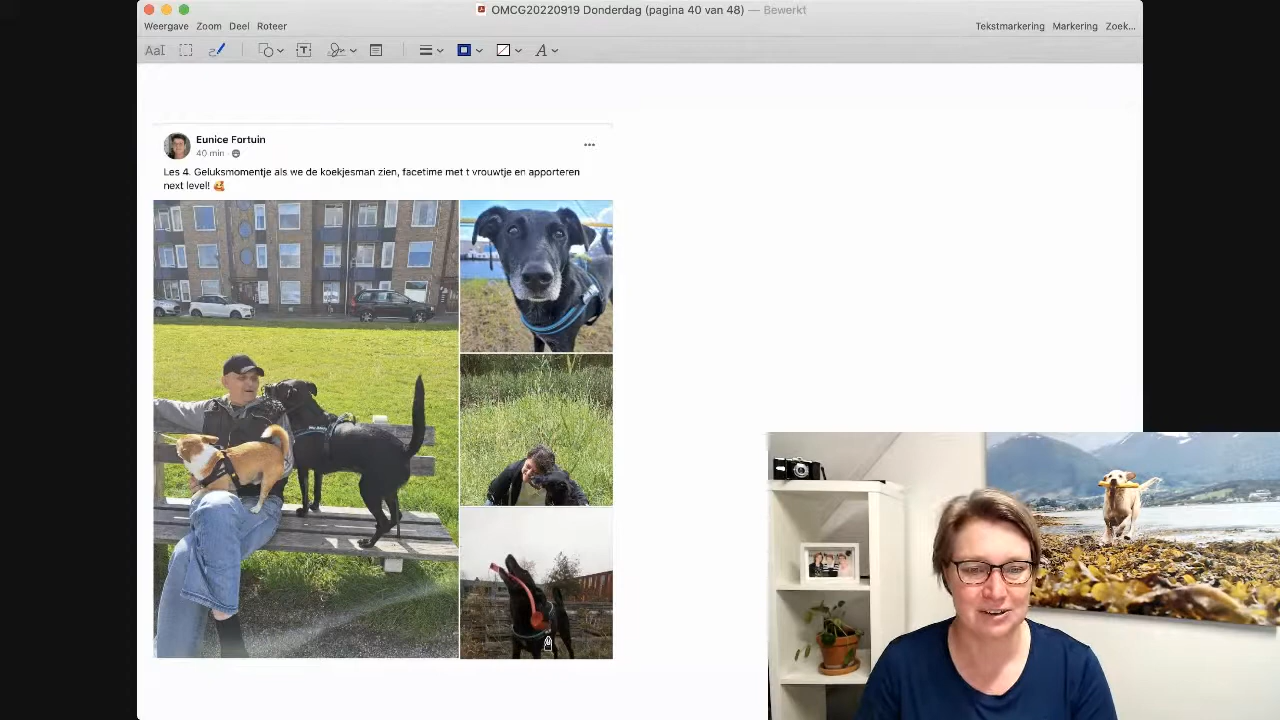 OMCG20220919 Donderdag (pagina 40 van 48) — Bewerkt
Weergave Zoom Deel Roteer
Tekstmarkering Markering Zoek...
Eunice Fortuin
40 min
Les 4. Geluksmomentje als we de koekjesman zien, facetime met t vrouwtje en apporteren
next level! 🥰